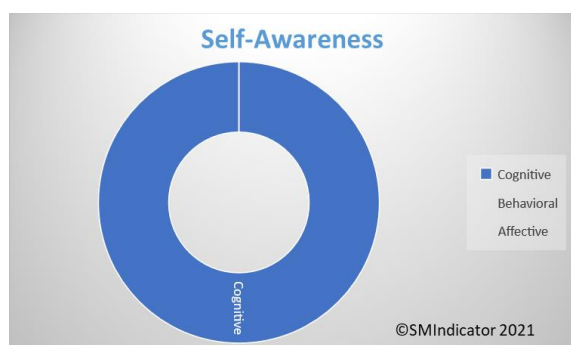 Self-Awareness
Cognitive
Cognitive
Behavioral
Affective
©SMIndicator 2021